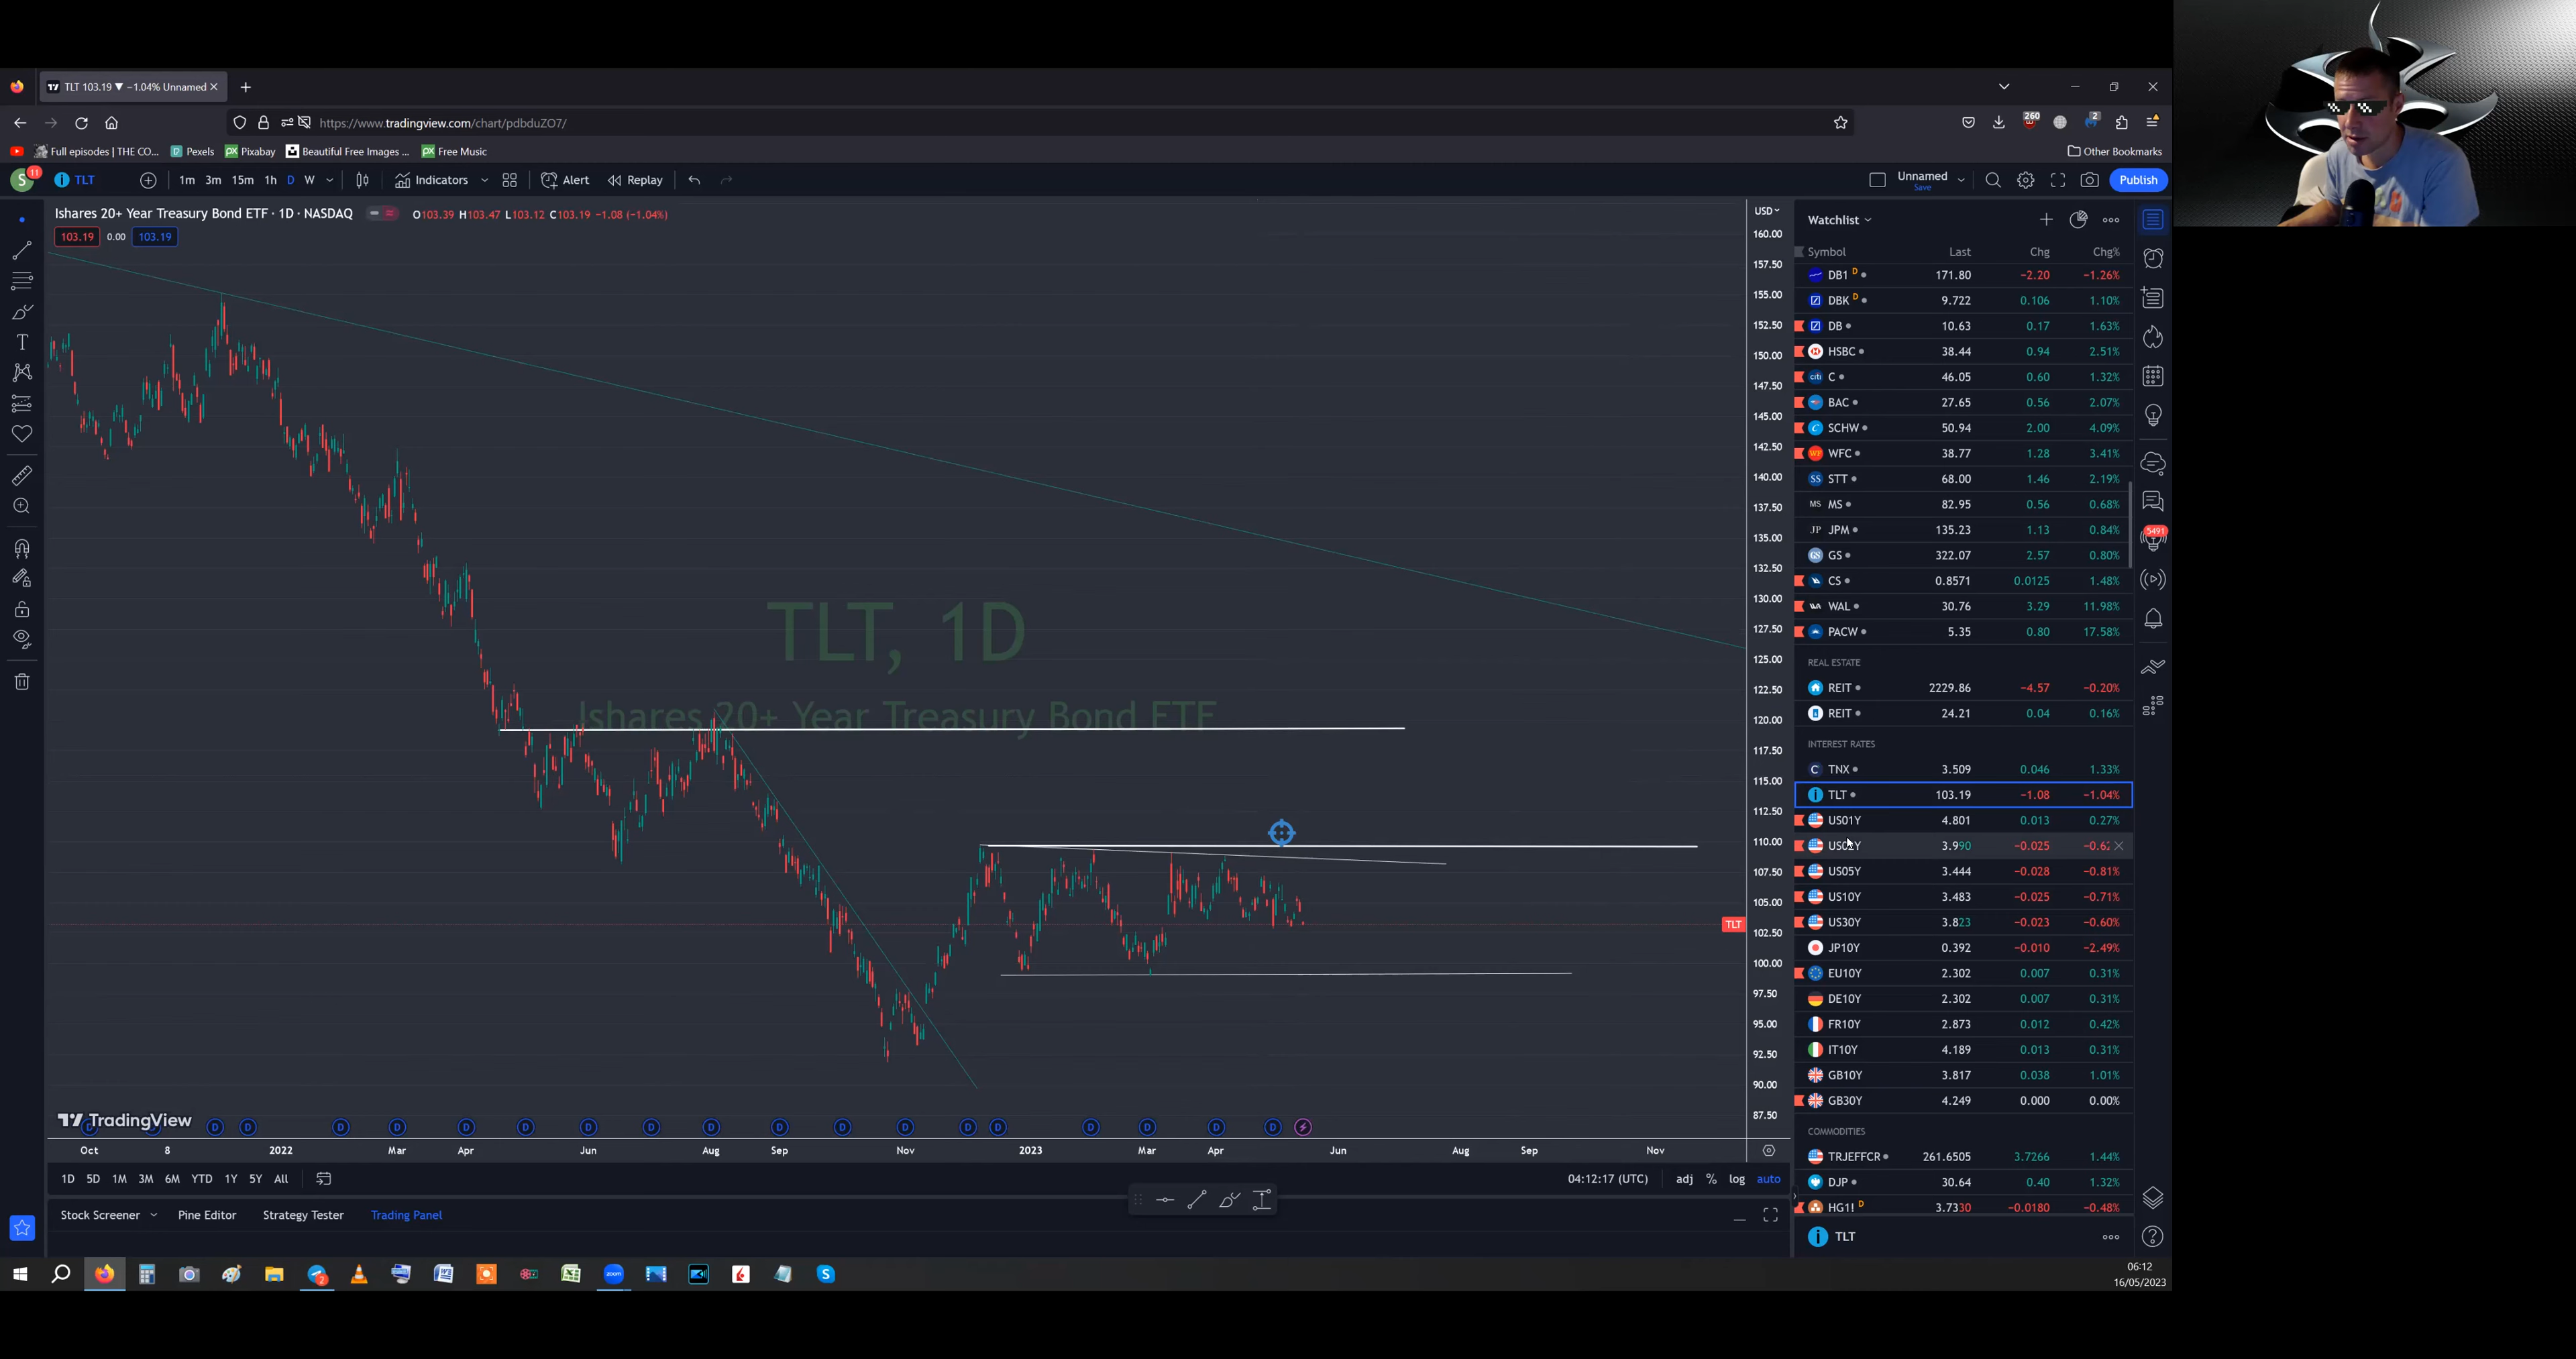 TLT 103.19 ▼ −1.04% Unnamed
https://www.tradingview.com/chart/pdbduZO7/
260
2
Full episodes | THE CO...
Pexels
Pixabay
Beautiful Free Images ...
Free Music
Other Bookmarks
S
11
TLT
1m 3m 15m 1h D W
Indicators
Alert
Replay
Unnamed
Save
Publish
Ishares 20+ Year Treasury Bond ETF · 1D · NASDAQ
O103.39 H103.47 L103.12 C103.19 −1.08 (−1.04%)
103.19 0.00 103.19
USD
160.00
157.50
155.00
152.50
150.00
147.50
145.00
142.50
140.00
137.50
135.00
132.50
130.00
127.50
125.00
122.50
120.00
117.50
115.00
112.50
110.00
107.50
105.00
TLT
102.50
100.00
97.50
95.00
92.50
90.00
87.50
TLT, 1D
Ishares 20+ Year Treasury Bond ETF
TradingView
D D D D D D D D D D D D D D D D D D
Oct 8 2022 Mar Apr Jun Aug Sep Nov 2023 Mar Apr Jun Aug Sep Nov
1D 5D 1M 3M 6M YTD 1Y 5Y All
04:12:17 (UTC) adj % log auto
Stock Screener Pine Editor Strategy Tester Trading Panel
Watchlist
Symbol Last Chg Chg%
DB1 D 171.80 −2.20 −1.26%
DBK D 9.722 0.106 1.10%
DB 10.63 0.17 1.63%
HSBC 38.44 0.94 2.51%
citi C 46.05 0.60 1.32%
BAC 27.65 0.56 2.07%
SCHW 50.94 2.00 4.09%
WF WFC 38.77 1.28 3.41%
SS STT 68.00 1.46 2.19%
MS MS 82.95 0.56 0.68%
JP JPM 135.23 1.13 0.84%
GS GS 322.07 2.57 0.80%
CS 0.8571 0.0125 1.48%
WAL 30.76 3.29 11.98%
PACW 5.35 0.80 17.58%
REAL ESTATE
REIT 2229.86 −4.57 −0.20%
REIT 24.21 0.04 0.16%
INTEREST RATES
C TNX 3.509 0.046 1.33%
TLT 103.19 −1.08 −1.04%
US01Y 4.801 0.013 0.27%
US02Y 3.990 −0.025 −0.62
US05Y 3.444 −0.028 −0.81%
US10Y 3.483 −0.025 −0.71%
US30Y 3.823 −0.023 −0.60%
JP10Y 0.392 −0.010 −2.49%
EU10Y 2.302 0.007 0.31%
DE10Y 2.302 0.007 0.31%
FR10Y 2.873 0.012 0.42%
IT10Y 4.189 0.013 0.31%
GB10Y 3.817 0.038 1.01%
GB30Y 4.249 0.000 0.00%
COMMODITIES
TRJEFFCR 261.6505 3.7266 1.44%
DJP 30.64 0.40 1.32%
HG1! D 3.7330 −0.0180 −0.48%
TLT
5491
zoom
2
06:12
16/05/2023